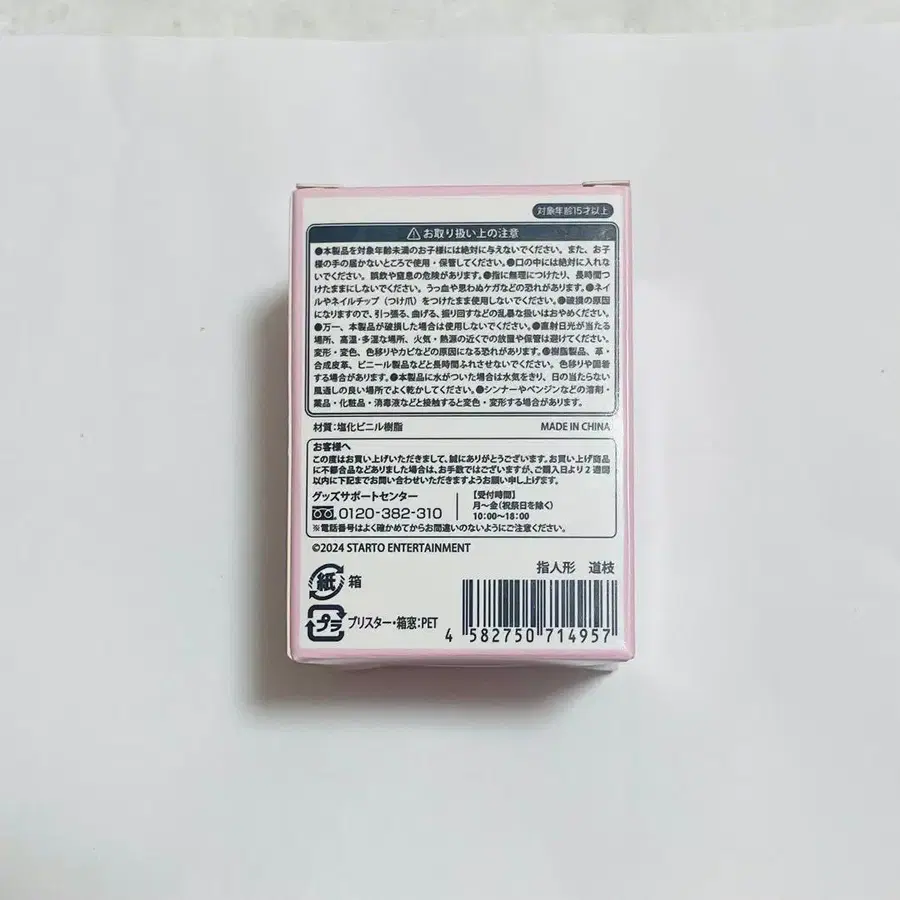 対象年齢15才以上
⚠お取り扱い上の注意
●本製品を対象年齢未満のお子様には絶対に与えないでください。また、お子
様の手の届かないところで使用・保管してください。●口の中には絶対に入れな
いでください。誤飲や窒息の危険があります。●指に無理につけたり、長時間つ
けたままにしないでください。うっ血や思わぬケガなどの恐れがあります。●ネイ
ルやネイルチップ（つけ爪）をつけたまま使用しないでください。●破損の原因
になりますので、引っ張る、曲げる、振り回すなどの乱暴な扱いはおやめください。
●万一、本製品が破損した場合は使用しないでください。●直射日光が当たる
場所、高温・多湿な場所、火気・熱源の近くでの放置や保管は避けてください。
変形・変色、色移りやカビなどの原因になる恐れがあります。●樹脂製品、革・
合成皮革、ビニール製品などと長時間ふれさせないでください。色移りや固着
する場合があります。●本製品に水がついた場合は水気をきり、日の当たらない
風通しの良い場所でよく乾かしてください。●シンナーやベンジンなどの溶剤・
薬品・化粧品・消毒液などと接触すると変色・変形する場合があります。
材質：塩化ビニル樹脂 MADE IN CHINA
お客様へ
この度はお買い上げいただきまして、誠にありがとうございます。お買い上げ商品
に不都合品などありました場合は、お手数ではございますが、ご購入日より2週間
以内に下記までお問い合わせいただきますようお願い申し上げます。
グッズサポートセンター 【受付時間】
0120-382-310 月～金（祝祭日を除く）
10：00～18：00
※電話番号はよく確かめてからお間違いのないようにご注意ください。
©2024 STARTO ENTERTAINMENT
指人形 道枝
紙 箱
プラ ブリスター・箱窓：PET
4 582750 714957